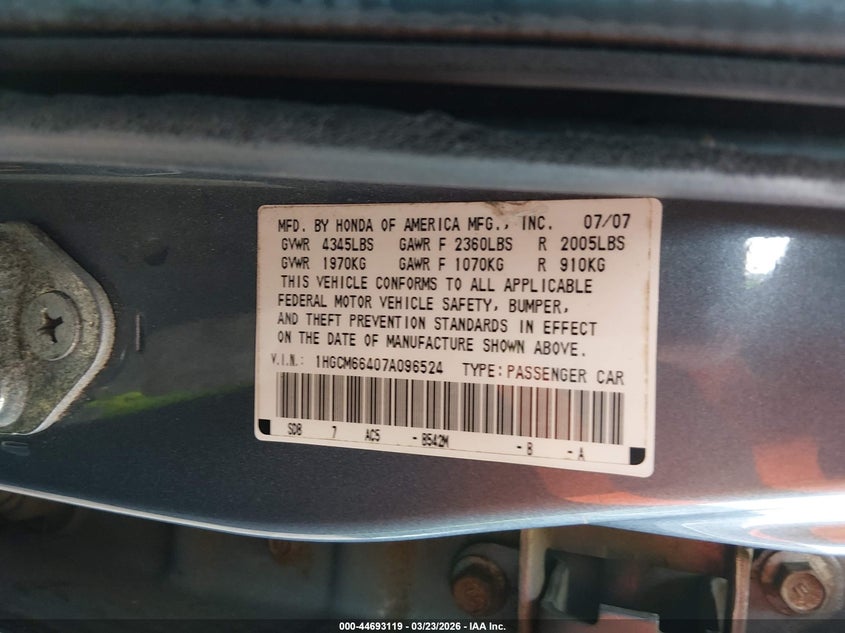 MFD. BY HONDA OF AMERICA MFG., INC. 07/07
GVWR 4345LBS GAWR F 2360LBS R 2005LBS
GVWR 1970KG GAWR F 1070KG R 910KG
THIS VEHICLE CONFORMS TO ALL APPLICABLE
FEDERAL MOTOR VEHICLE SAFETY, BUMPER,
AND THEFT PREVENTION STANDARDS IN EFFECT
ON THE DATE OF MANUFACTURE SHOWN ABOVE.
V.I.N.: 1HGCM66407A096524 TYPE:PASSENGER CAR
SDB 7 AC5 - B542M - B - A
000-44693119 / 03/23/2026 — IAA Inc.